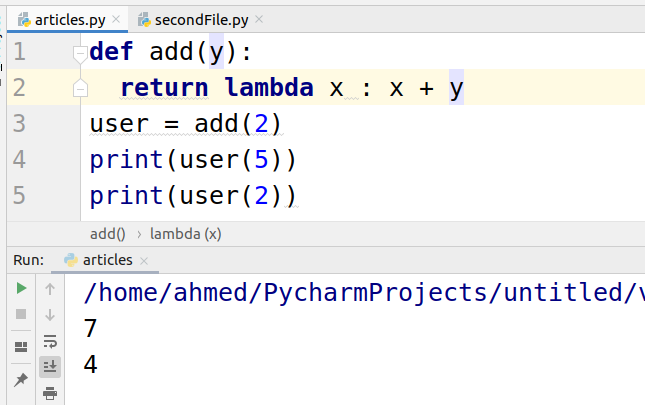 articles.py × secondFile.py ×
1 def add(y):
2 return lambda x : x + y
3 user = add(2)
4 print(user(5))
5 print(user(2))
add() › lambda (x)
Run: articles ×
/home/ahmed/PycharmProjects/untitled/v
7
4